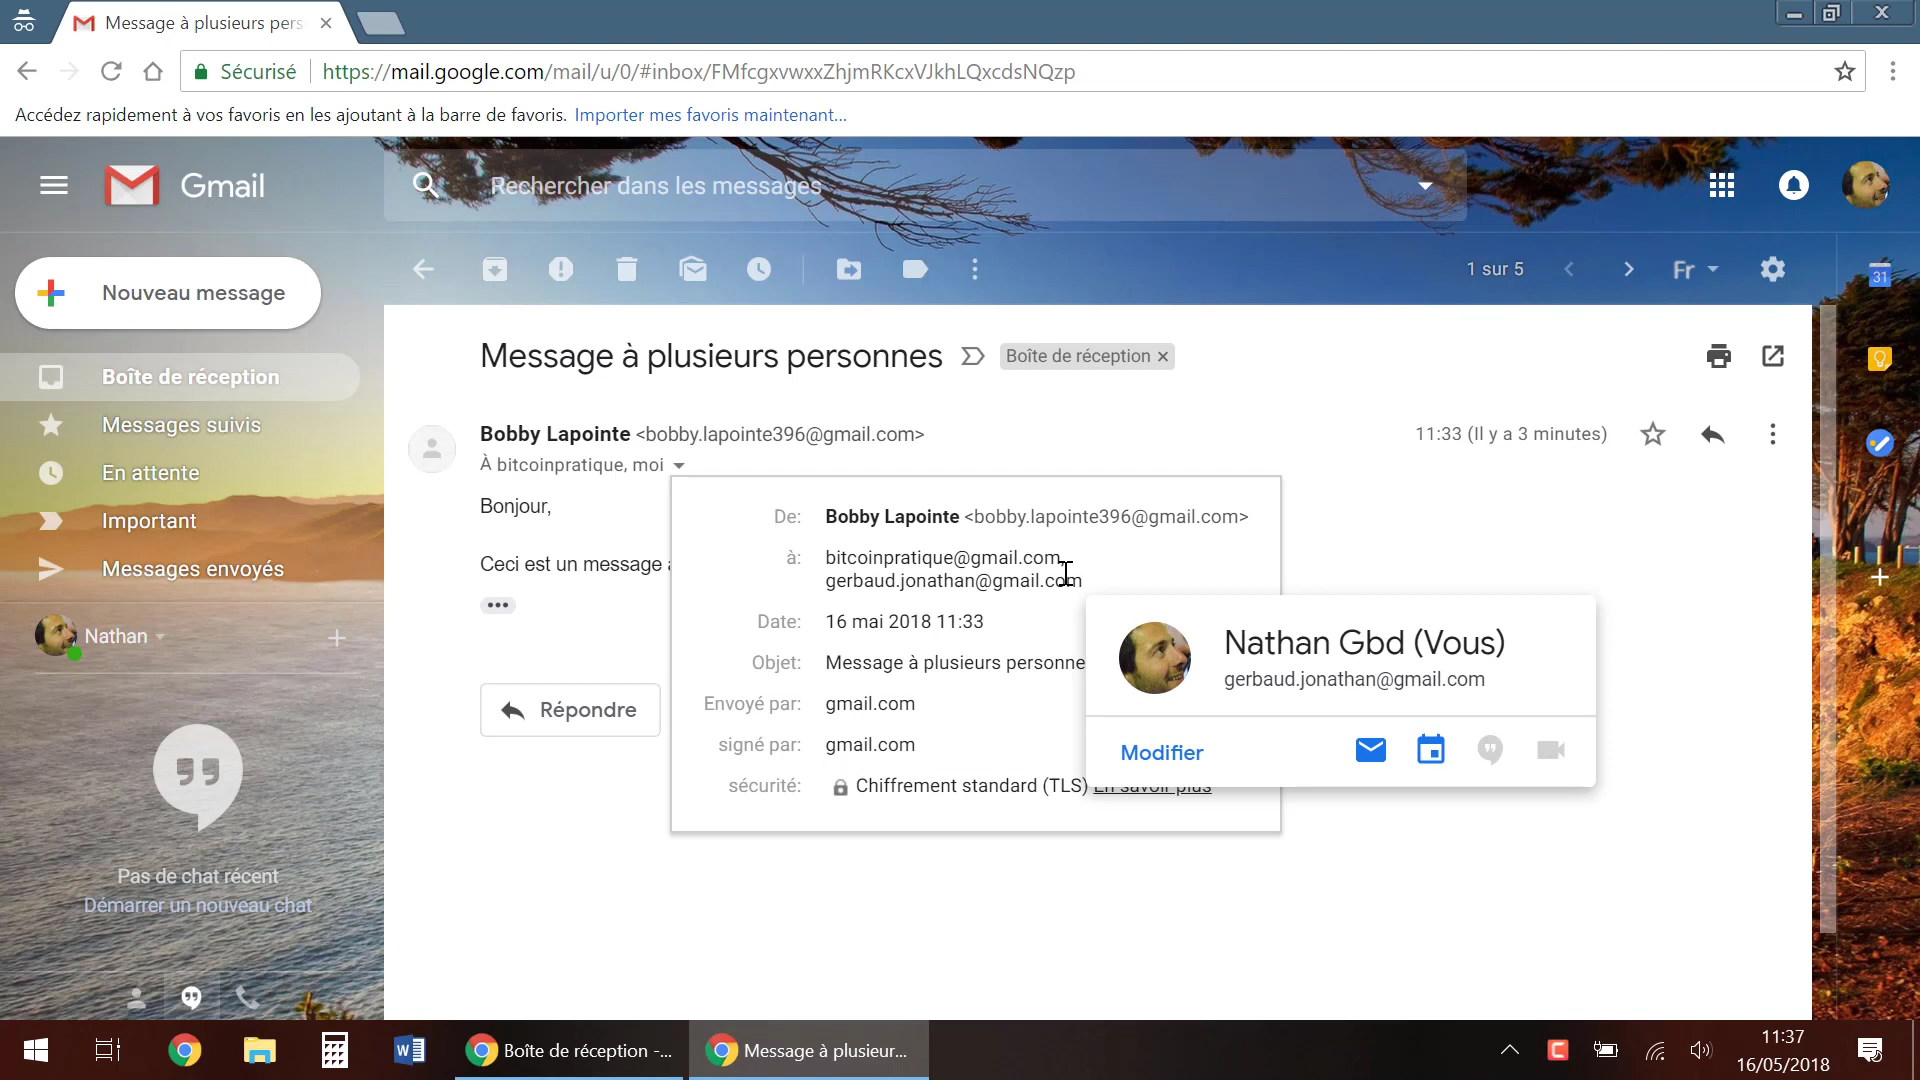 Message à plusieurs pers
Sécurisé
https://mail.google.com/mail/u/0/#inbox/FMfcgxvwxxZhjmRKcxVJkhLQxcdsNQzp
Accédez rapidement à vos favoris en les ajoutant à la barre de favoris. Importer mes favoris maintenant...
Gmail
Rechercher dans les messages
Nouveau message
1 sur 5
Fr
31
Boîte de réception
Messages suivis
En attente
Important
Messages envoyés
Nathan
Pas de chat récent
Démarrer un nouveau chat
Message à plusieurs personnes
Boîte de réception
Bobby Lapointe <bobby.lapointe396@gmail.com>
11:33 (Il y a 3 minutes)
À bitcoinpratique, moi
Bonjour,
Ceci est un message
De: Bobby Lapointe <bobby.lapointe396@gmail.com>
à: bitcoinpratique@gmail.com,
gerbaud.jonathan@gmail.com
Date: 16 mai 2018 11:33
Objet: Message à plusieurs personne
Envoyé par: gmail.com
signé par: gmail.com
sécurité: Chiffrement standard (TLS) En savoir plus
Répondre
Nathan Gbd (Vous)
gerbaud.jonathan@gmail.com
Modifier
Boîte de réception -...
Message à plusieur...
11:37
16/05/2018